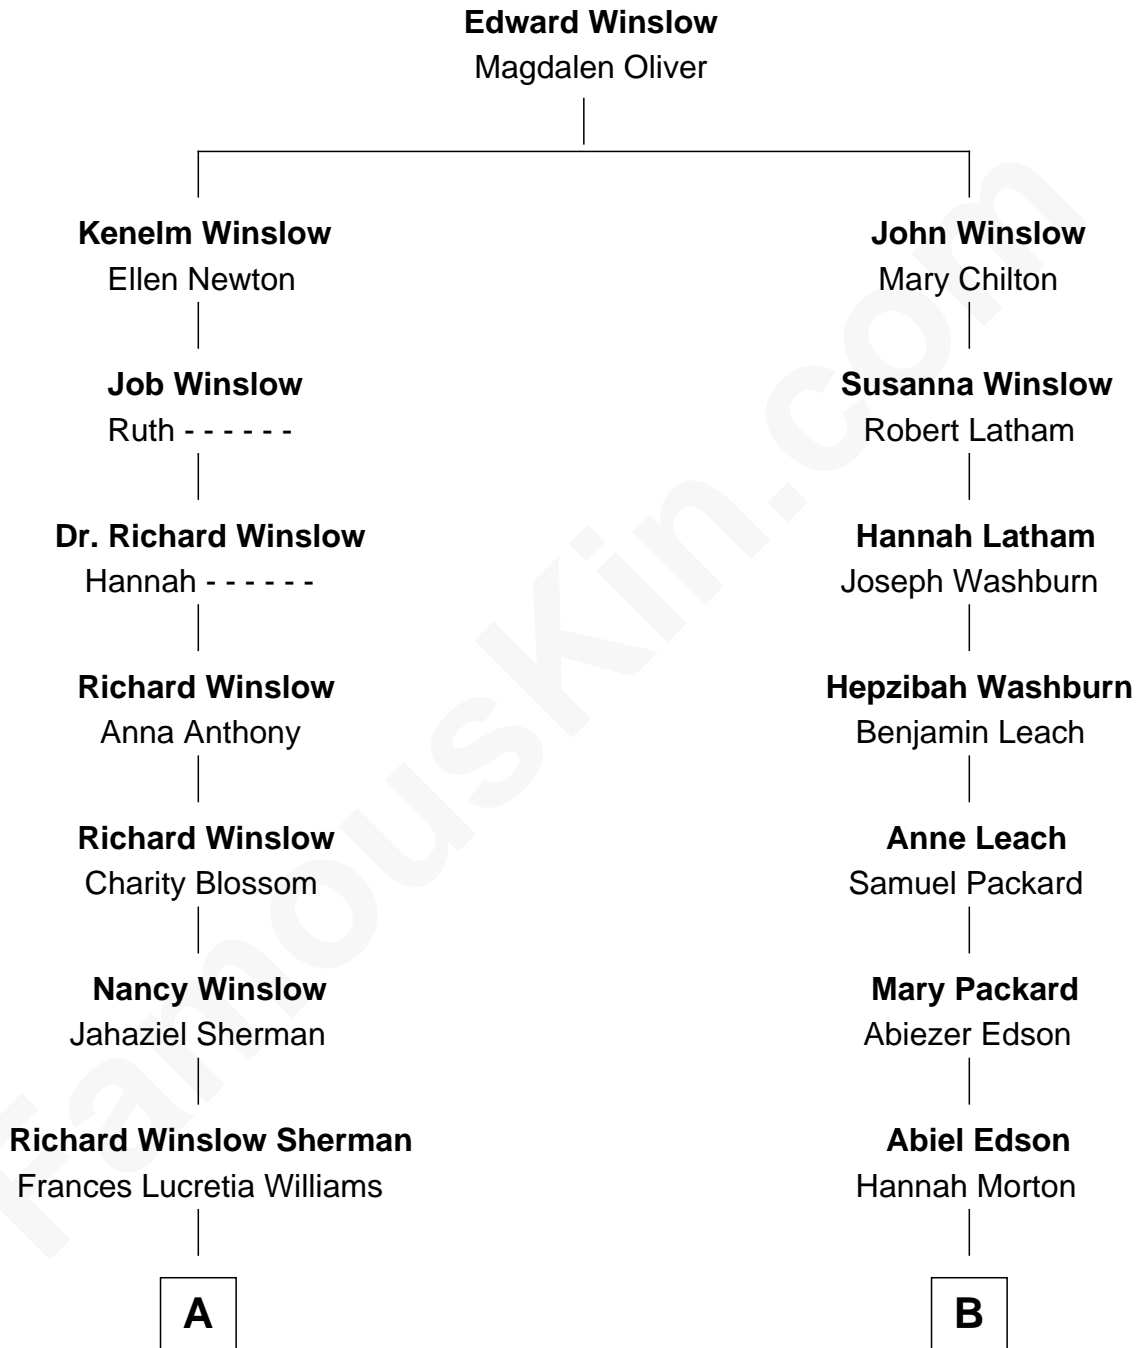 Edward Winslow
Magdalen Oliver
Kenelm Winslow
Ellen Newton
John Winslow
Mary Chilton
Job Winslow
Ruth - - - - - -
Susanna Winslow
Robert Latham
Dr. Richard Winslow
Hannah - - - - - -
Hannah Latham
Joseph Washburn
Richard Winslow
Anna Anthony
Hepzibah Washburn
Benjamin Leach
Richard Winslow
Charity Blossom
Anne Leach
Samuel Packard
Nancy Winslow
Jahaziel Sherman
Mary Packard
Abiezer Edson
Richard Winslow Sherman
Frances Lucretia Williams
Abiel Edson
Hannah Morton
A
B
FamousKin.com